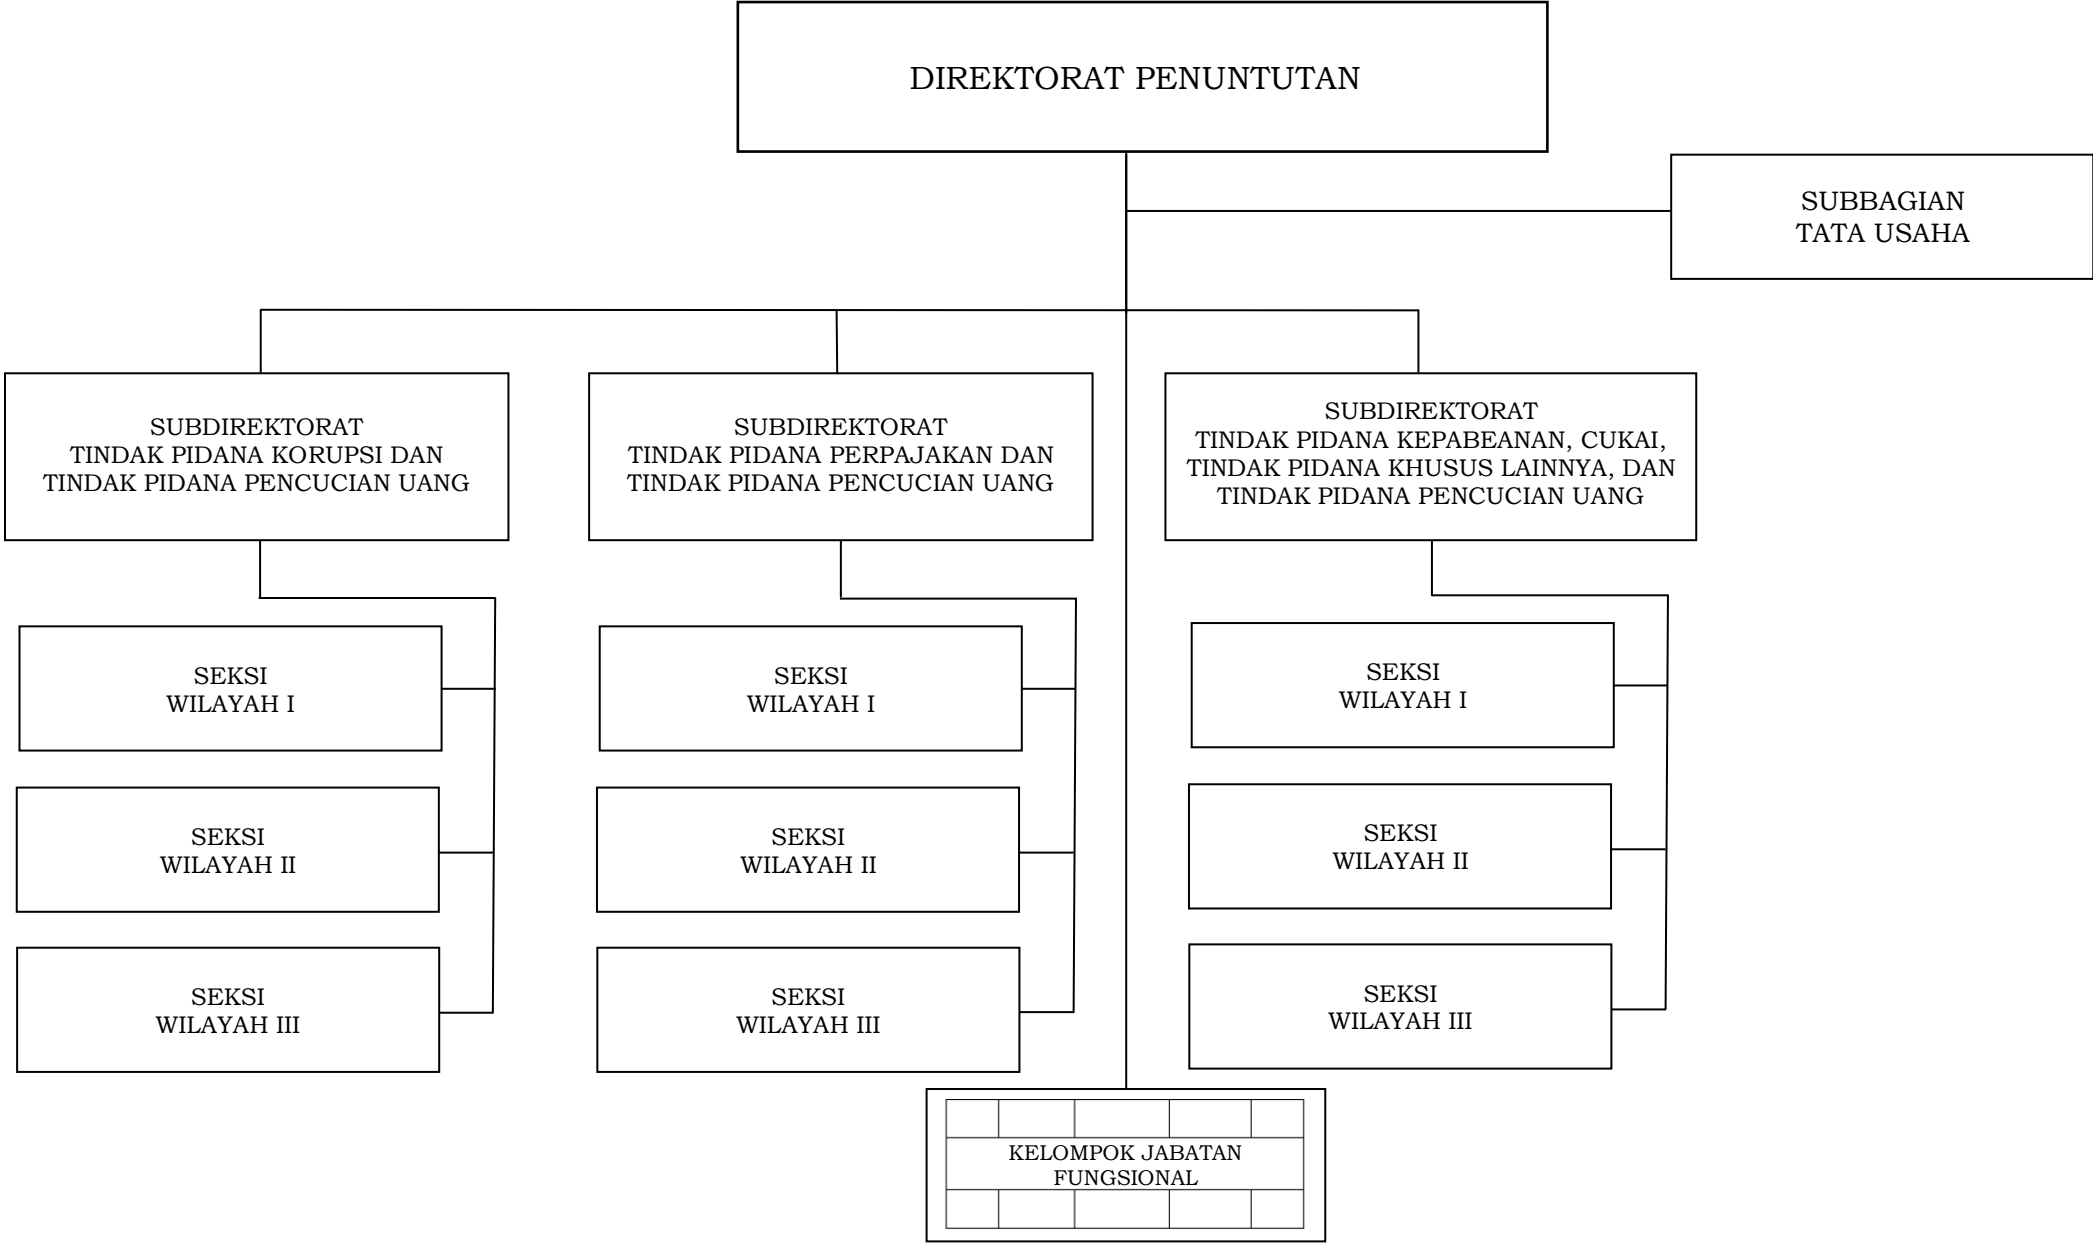 DIREKTORAT PENUNTUTAN
SUBBAGIAN
TATA USAHA
SUBDIREKTORAT
TINDAK PIDANA KORUPSI DAN
TINDAK PIDANA PENCUCIAN UANG
SUBDIREKTORAT
TINDAK PIDANA PERPAJAKAN DAN
TINDAK PIDANA PENCUCIAN UANG
SUBDIREKTORAT
TINDAK PIDANA KEPABEANAN, CUKAI,
TINDAK PIDANA KHUSUS LAINNYA, DAN
TINDAK PIDANA PENCUCIAN UANG
SEKSI
WILAYAH I
SEKSI
WILAYAH I
SEKSI
WILAYAH I
SEKSI
WILAYAH II
SEKSI
WILAYAH II
SEKSI
WILAYAH II
SEKSI
WILAYAH III
SEKSI
WILAYAH III
SEKSI
WILAYAH III
KELOMPOK JABATAN
FUNGSIONAL